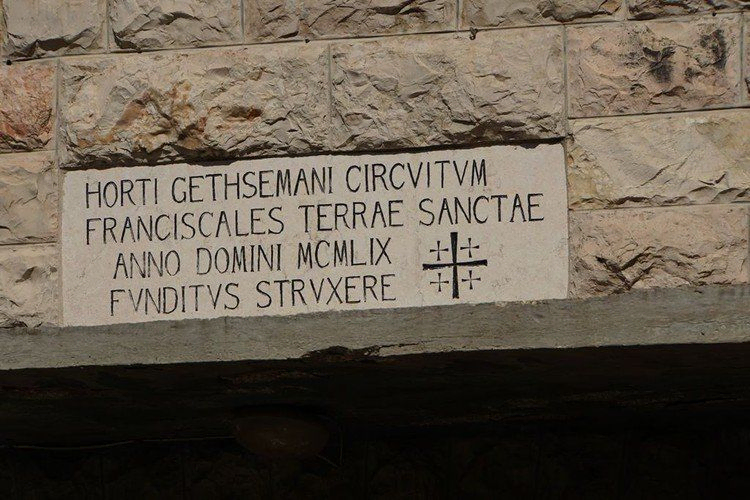 HORTI GETHSEMANI CIRCVITVM
FRANCISCALES TERRAE SANCTAE
ANNO DOMINI MCMLIX
FVNDITVS STRVXERE